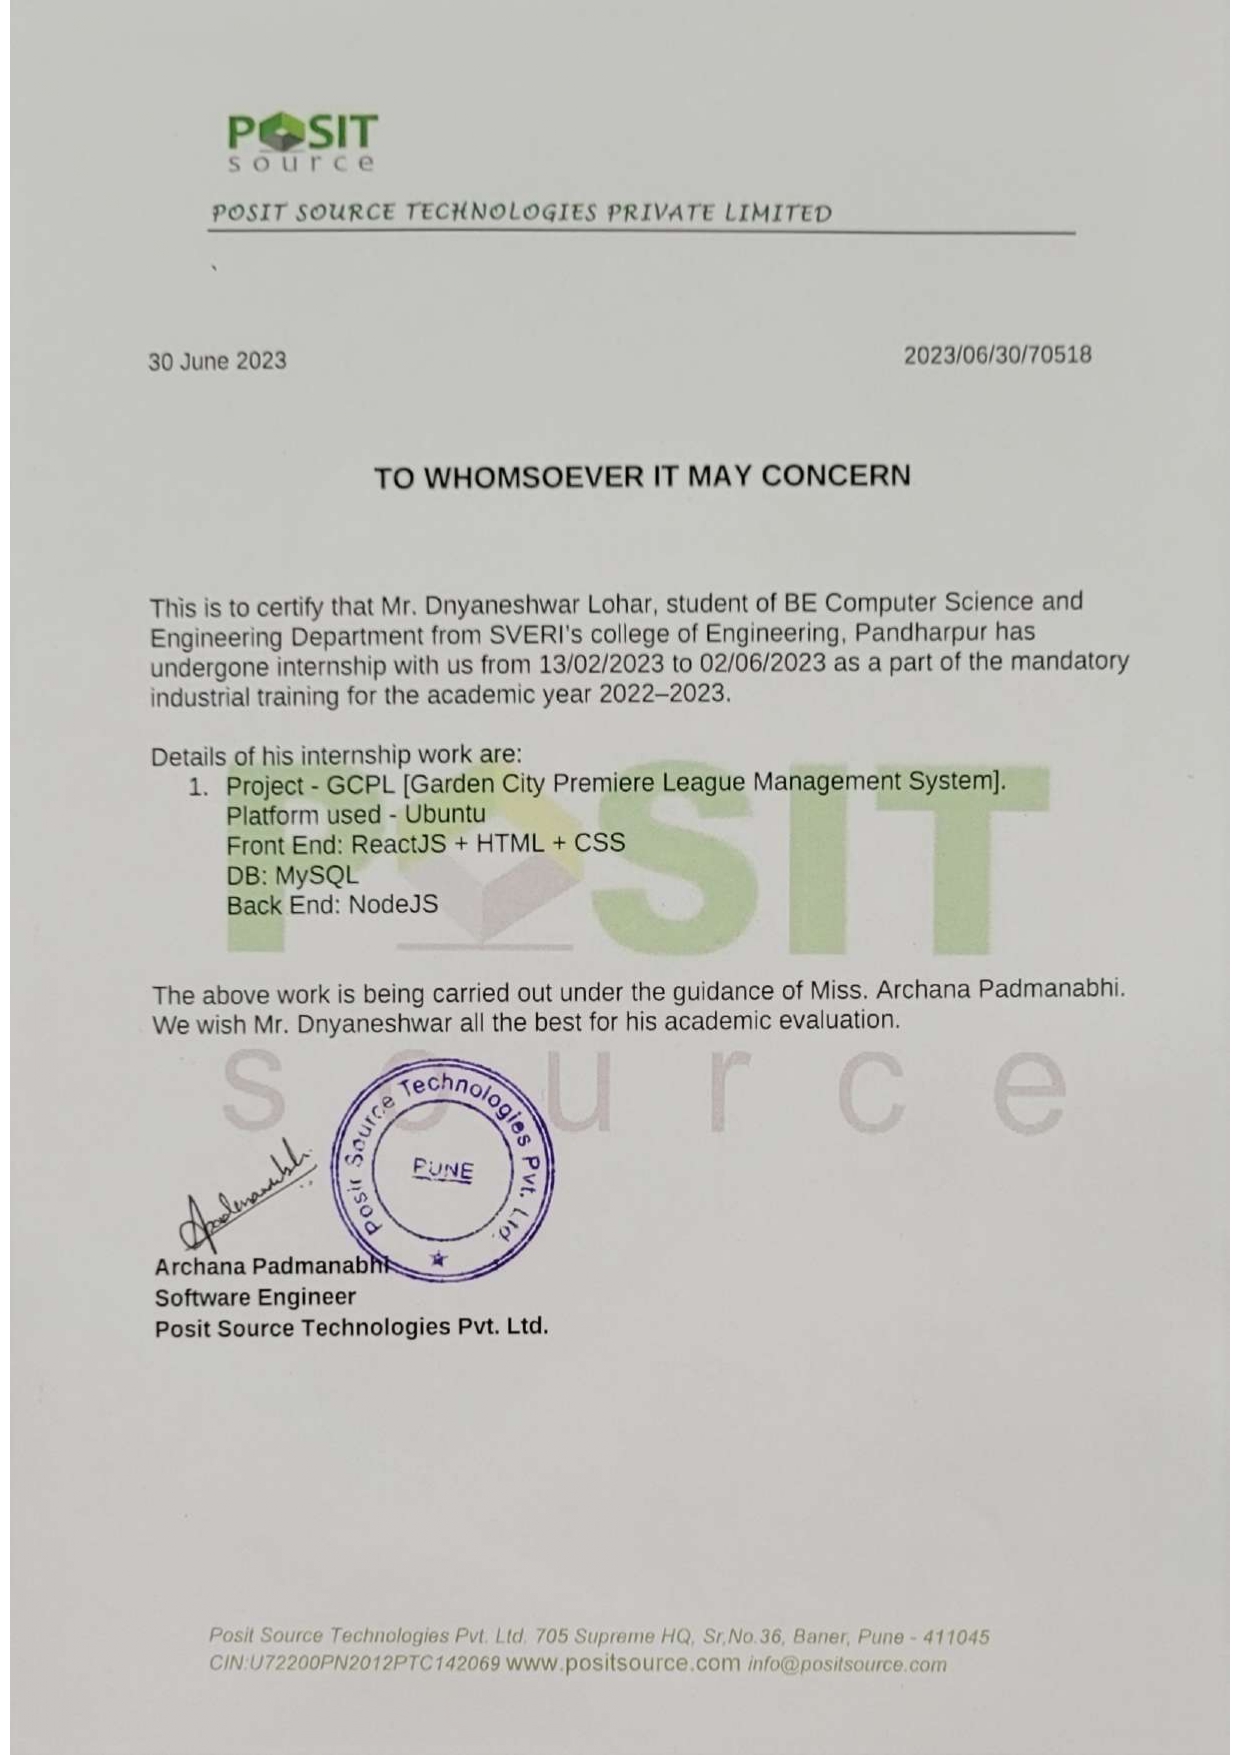 POSIT
source
POSIT SOURCE TECHNOLOGIES PRIVATE LIMITED
30 June 2023
2023/06/30/70518
TO WHOMSOEVER IT MAY CONCERN
This is to certify that Mr. Dnyaneshwar Lohar, student of BE Computer Science and
Engineering Department from SVERI's college of Engineering, Pandharpur has
undergone internship with us from 13/02/2023 to 02/06/2023 as a part of the mandatory
industrial training for the academic year 2022–2023.
Details of his internship work are:
1. Project - GCPL [Garden City Premiere League Management System].
Platform used - Ubuntu
Front End: ReactJS + HTML + CSS
DB: MySQL
Back End: NodeJS
POSIT
source
The above work is being carried out under the guidance of Miss. Archana Padmanabhi.
We wish Mr. Dnyaneshwar all the best for his academic evaluation.
Posit Source Technologies Pvt. Ltd.
PUNE
Apadmanabhi
Archana Padmanabhi
Software Engineer
Posit Source Technologies Pvt. Ltd.
Posit Source Technologies Pvt. Ltd. 705 Supreme HQ, Sr,No.36, Baner, Pune - 411045
CIN:U72200PN2012PTC142069 www.positsource.com info@positsource.com